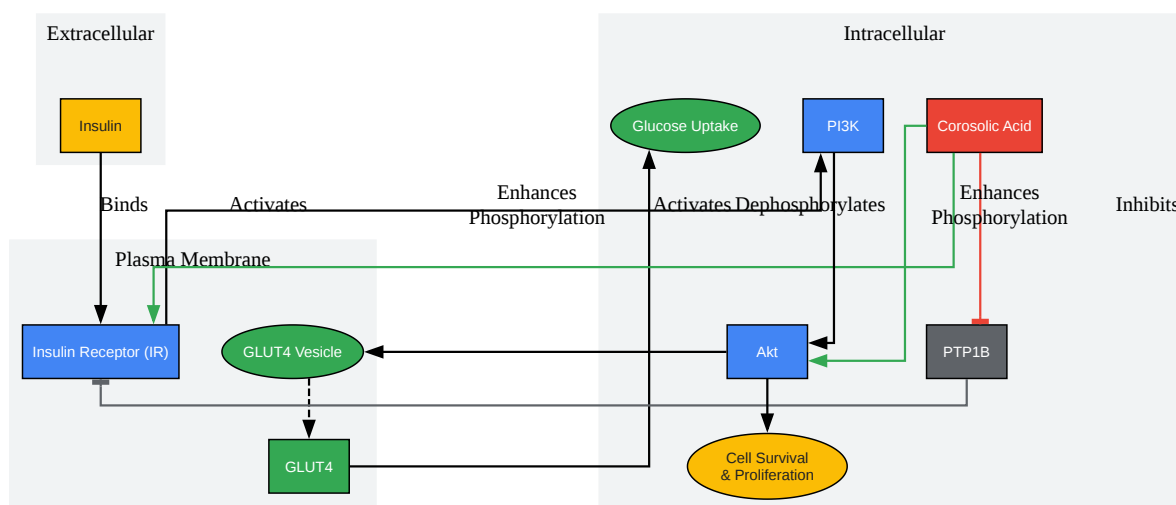 Extracellular
Intracellular
Insulin
Glucose Uptake
PI3K
Corosolic Acid
Binds
Activates
Enhances
Phosphorylation
Activates
Dephosphorylates
Enhances
Phosphorylation
Inhibits
Plasma Membrane
Insulin Receptor (IR)
GLUT4 Vesicle
Akt
PTP1B
GLUT4
Cell Survival
& Proliferation